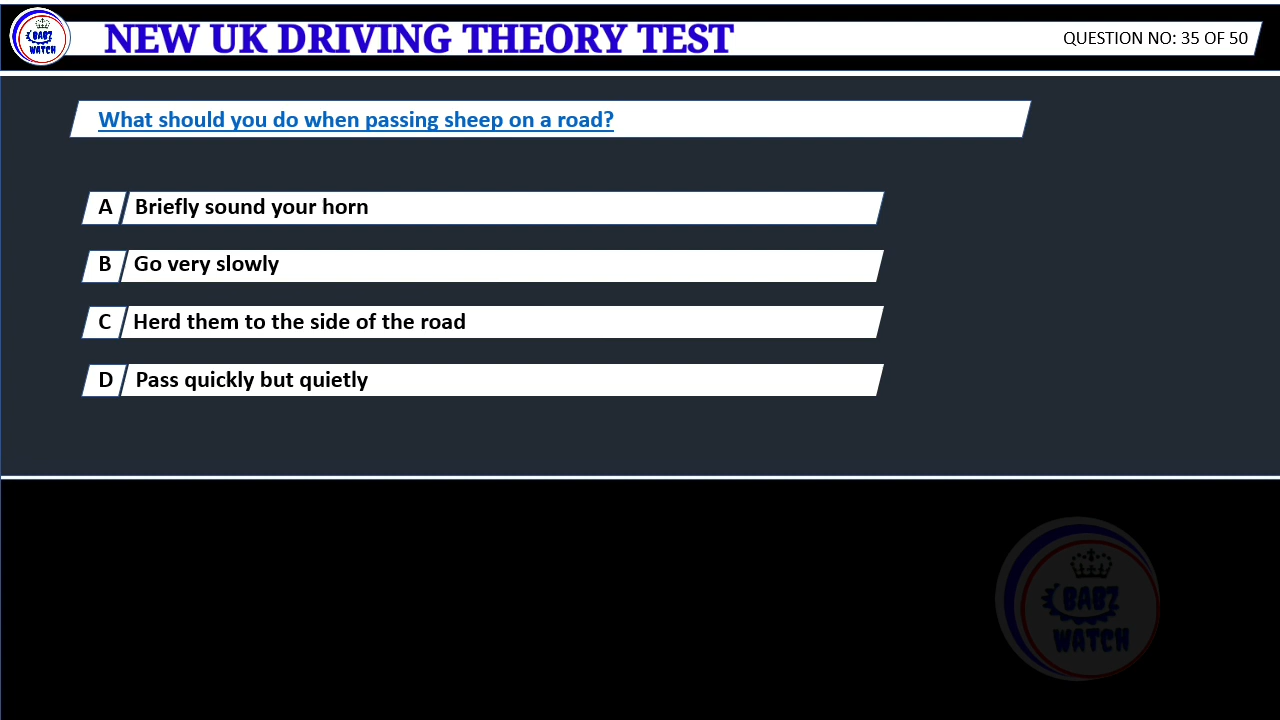 BABZ
WATCH
NEW UK DRIVING THEORY TEST
QUESTION NO: 35 OF 50
What should you do when passing sheep on a road?
A Briefly sound your horn
B Go very slowly
C Herd them to the side of the road
D Pass quickly but quietly
BABZ
WATCH